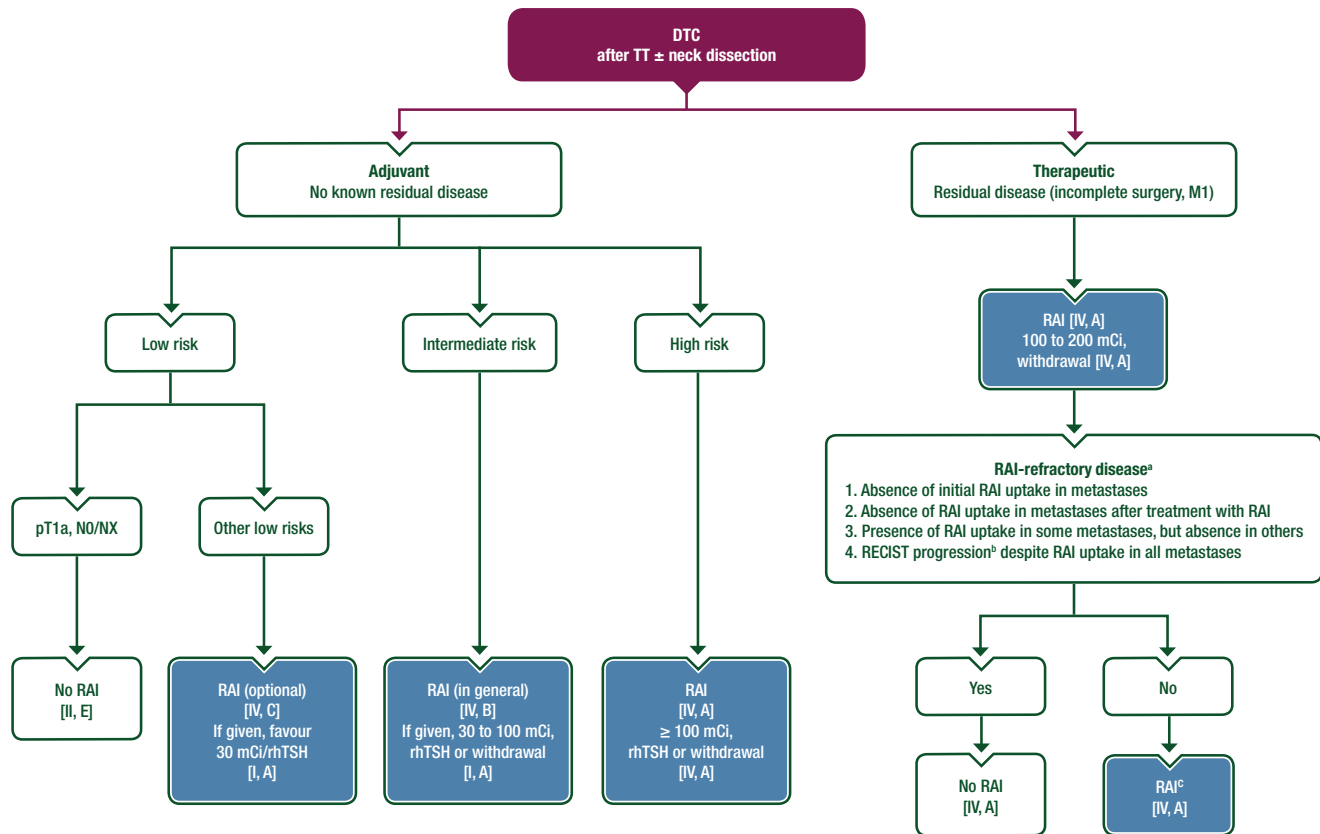 DTC
after TT ± neck dissection
Adjuvant
No known residual disease
Therapeutic
Residual disease (incomplete surgery, M1)
Low risk
Intermediate risk
High risk
RAI [IV, A]
100 to 200 mCi,
withdrawal [IV, A]
RAI-refractory diseaseᵃ
1. Absence of initial RAI uptake in metastases
2. Absence of RAI uptake in metastases after treatment with RAI
3. Presence of RAI uptake in some metastases, but absence in others
4. RECIST progressionᵇ despite RAI uptake in all metastases
pT1a, N0/NX
Other low risks
No RAI
[II, E]
RAI (optional)
[IV, C]
If given, favour
30 mCi/rhTSH
[I, A]
RAI (in general)
[IV, B]
If given, 30 to 100 mCi,
rhTSH or withdrawal
[I, A]
RAI
[IV, A]
≥ 100 mCi,
rhTSH or withdrawal
[IV, A]
Yes
No
No RAI
[IV, A]
RAIᶜ
[IV, A]